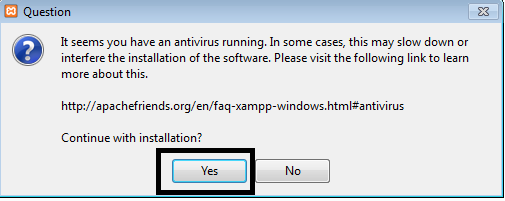 Question
It seems you have an antivirus running. In some cases, this may slow down or
interfere the installation of the software. Please visit the following link to learn
more about this.
http://apachefriends.org/en/faq-xampp-windows.html#antivirus
Continue with installation?
Yes No